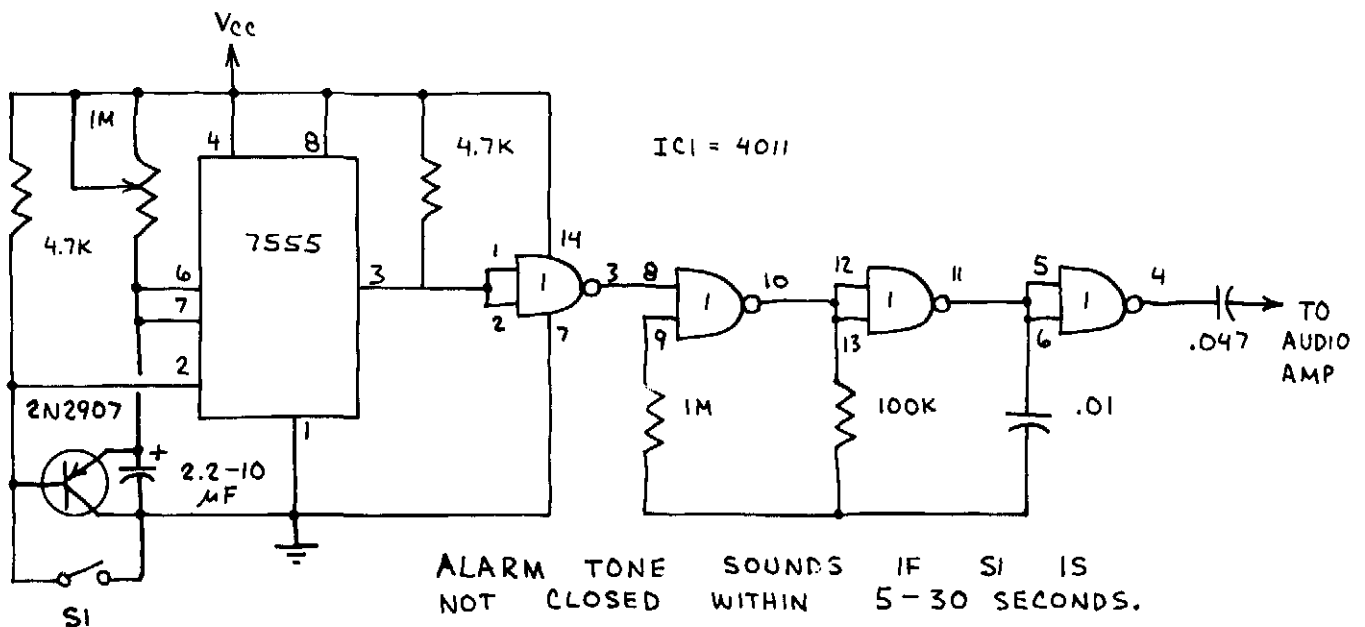 Vcc
1M
4
8
4.7K
IC1 = 4011
4.7K
7555
6
7
2
3
1
2
14
1
3
7
8
9
1
10
12
13
1
11
5
6
1
4
.047
TO
AUDIO
AMP
2N2907
1
+
2.2-10
µF
1M
100K
.01
S1
ALARM TONE SOUNDS IF S1 IS
NOT CLOSED WITHIN 5-30 SECONDS.